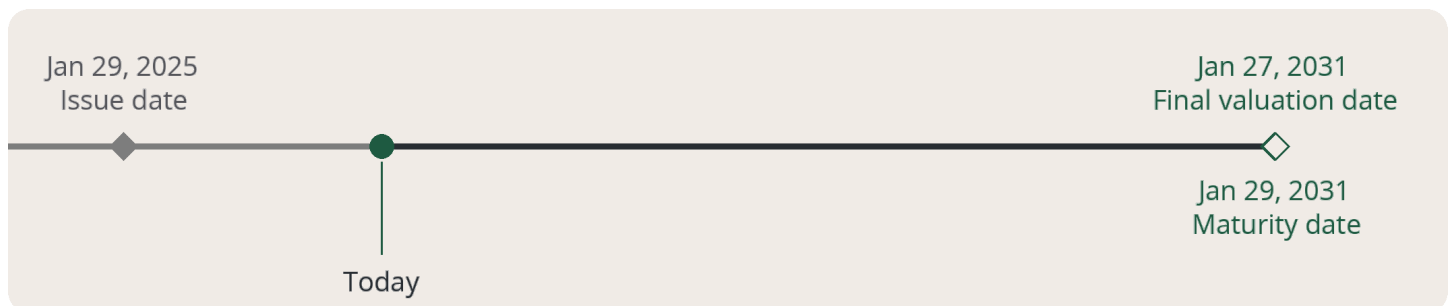 Jan 29, 2025
Issue date
Jan 27, 2031
Final valuation date
Jan 29, 2031
Maturity date
Today